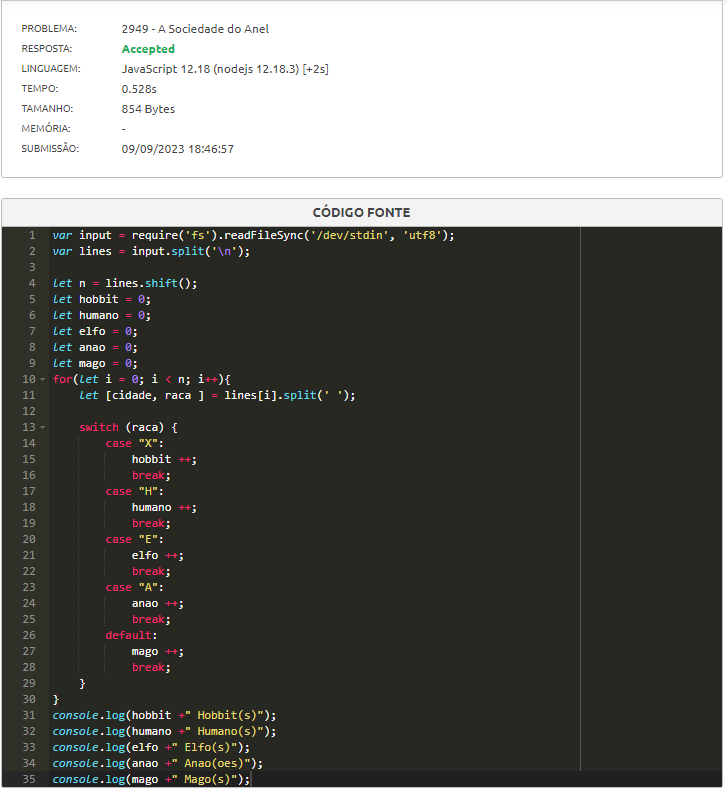 PROBLEMA: 2949 - A Sociedade do Anel
RESPOSTA: Accepted
LINGUAGEM: JavaScript 12.18 (nodejs 12.18.3) [+2s]
TEMPO: 0.528s
TAMANHO: 854 Bytes
MEMÓRIA: -
SUBMISSÃO: 09/09/2023 18:46:57
CÓDIGO FONTE
1 var input = require('fs').readFileSync('/dev/stdin', 'utf8');
2 var lines = input.split('\n');
3
4 let n = lines.shift();
5 let hobbit = 0;
6 let humano = 0;
7 let elfo = 0;
8 let anao = 0;
9 let mago = 0;
10 for(let i = 0; i < n; i++){
11     let [cidade, raca ] = lines[i].split(' ');
12
13     switch (raca) {
14         case "X":
15             hobbit ++;
16             break;
17         case "H":
18             humano ++;
19             break;
20         case "E":
21             elfo ++;
22             break;
23         case "A":
24             anao ++;
25             break;
26         default:
27             mago ++;
28             break;
29     }
30 }
31 console.log(hobbit +" Hobbit(s)");
32 console.log(humano +" Humano(s)");
33 console.log(elfo +" Elfo(s)");
34 console.log(anao +" Anao(oes)");
35 console.log(mago +" Mago(s)");